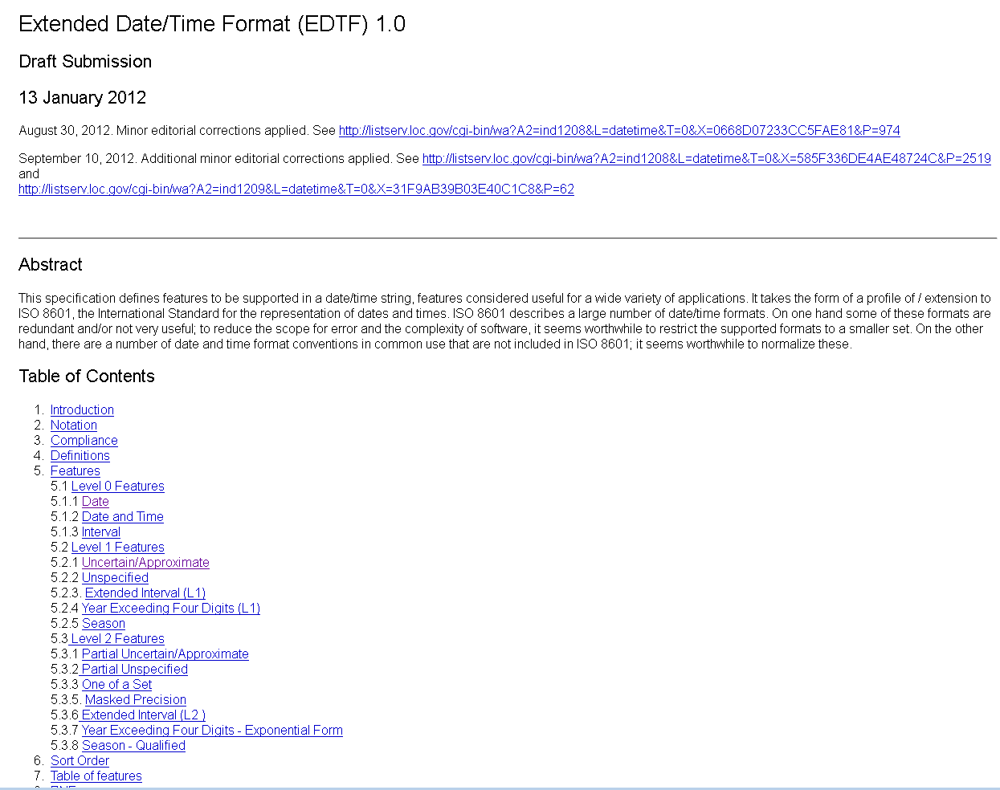 Extended Date/Time Format (EDTF) 1.0
Draft Submission
13 January 2012
August 30, 2012. Minor editorial corrections applied. See http://listserv.loc.gov/cgi-bin/wa?A2=ind1208&L=datetime&T=0&X=0668D07233CC5FAE81&P=974
September 10, 2012. Additional minor editorial corrections applied. See http://listserv.loc.gov/cgi-bin/wa?A2=ind1208&L=datetime&T=0&X=585F336DE4AE48724C&P=2519
and
http://listserv.loc.gov/cgi-bin/wa?A2=ind1209&L=datetime&T=0&X=31F9AB39B03E40C1C8&P=62
Abstract
This specification defines features to be supported in a date/time string, features considered useful for a wide variety of applications. It takes the form of a profile of / extension to
ISO 8601, the International Standard for the representation of dates and times. ISO 8601 describes a large number of date/time formats. On one hand some of these formats are
redundant and/or not very useful; to reduce the scope for error and the complexity of software, it seems worthwhile to restrict the supported formats to a smaller set. On the other
hand, there are a number of date and time format conventions in common use that are not included in ISO 8601; it seems worthwhile to normalize these.
Table of Contents
1. Introduction
2. Notation
3. Compliance
4. Definitions
5. Features
5.1 Level 0 Features
5.1.1 Date
5.1.2 Date and Time
5.1.3 Interval
5.2 Level 1 Features
5.2.1 Uncertain/Approximate
5.2.2 Unspecified
5.2.3. Extended Interval (L1)
5.2.4 Year Exceeding Four Digits (L1)
5.2.5 Season
5.3 Level 2 Features
5.3.1 Partial Uncertain/Approximate
5.3.2 Partial Unspecified
5.3.3 One of a Set
5.3.5. Masked Precision
5.3.6 Extended Interval (L2 )
5.3.7 Year Exceeding Four Digits - Exponential Form
5.3.8 Season - Qualified
6. Sort Order
7. Table of features